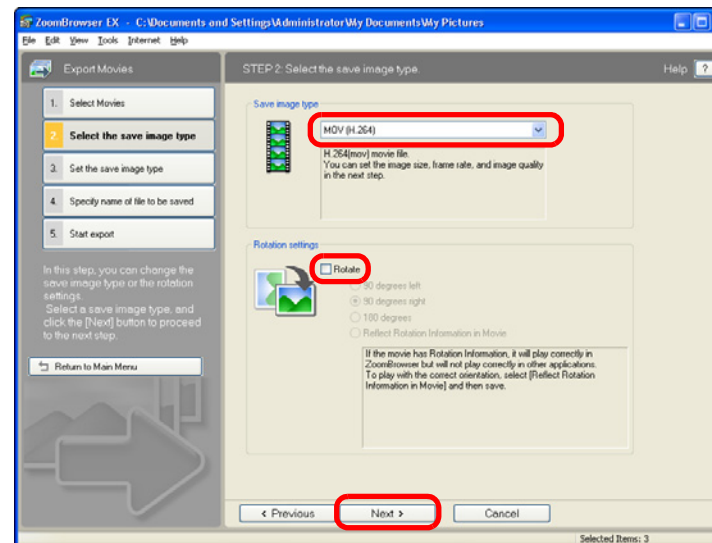 ZoomBrowser EX - C:\Documents and Settings\Administrator\My Documents\My Pictures
File Edit View Tools Internet Help
Export Movies
STEP 2: Select the save image type.
Help ?
1. Select Movies
2. Select the save image type
3. Set the save image type
4. Specify name of file to be saved
5. Start export
In this step, you can change the
save image type or the rotation
settings.
Select a save image type, and
click the [Next] button to proceed
to the next step.
Return to Main Menu
Save image type
MOV (H.264)
H.264(mov) movie file.
You can set the image size, frame rate, and image quality
in the next step.
Rotation settings
Rotate
90 degrees left
90 degrees right
180 degrees
Reflect Rotation Information in Movie
If the movie has Rotation Information, it will play correctly in
ZoomBrowser but will not play correctly in other applications.
To play with the correct orientation, select [Reflect Rotation
Information in Movie] and then save.
< Previous
Next >
Cancel
Selected Items: 3